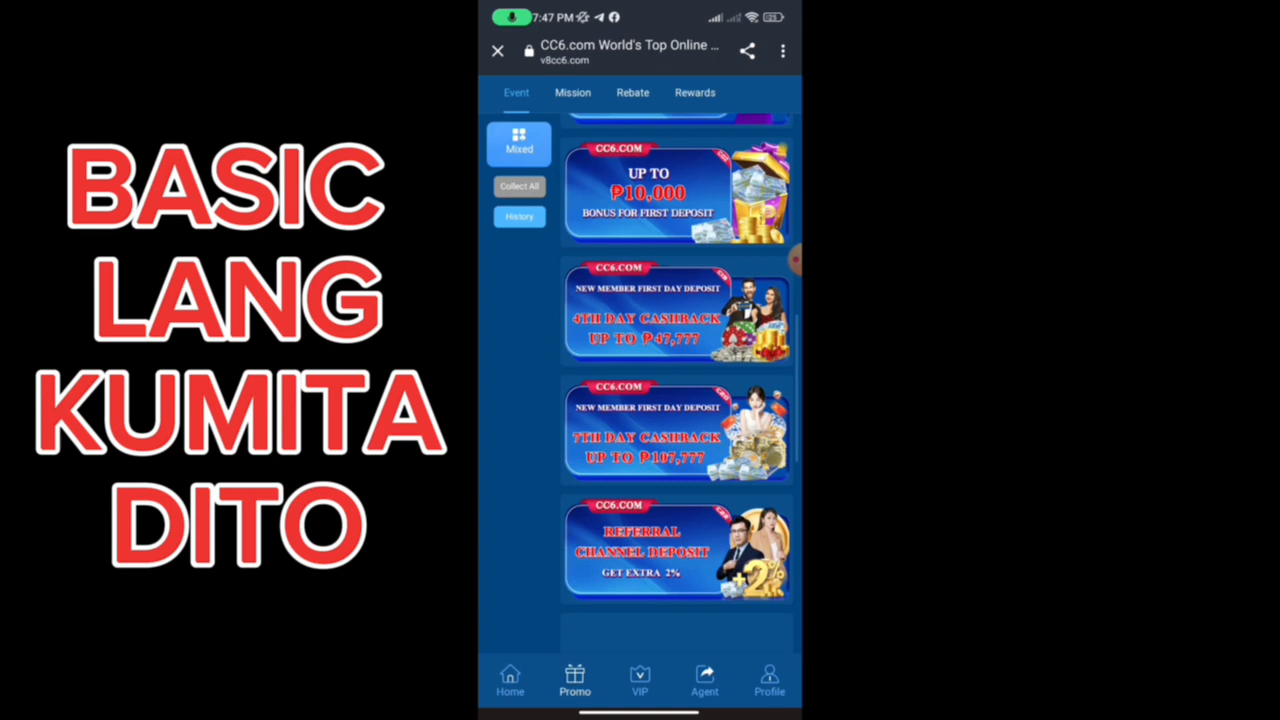 BASIC
LANG
KUMITA
DITO
7:47 PM
CC6.com World's Top Online ...
v8cc6.com
Event Mission Rebate Rewards
Mixed
Collect All
History
CC6.COM
UP TO
₱10,000
BONUS FOR FIRST DEPOSIT
CC6.COM
NEW MEMBER FIRST DAY DEPOSIT
4TH DAY CASHBACK
UP TO ₱47,777
CC6.COM
NEW MEMBER FIRST DAY DEPOSIT
7TH DAY CASHBACK
UP TO ₱107,777
CC6.COM
REFERRAL
CHANNEL DEPOSIT
GET EXTRA 2%
+2%
Home Promo VIP Agent Profile